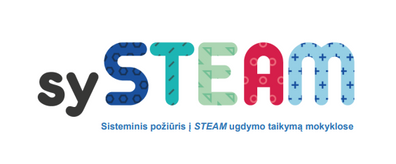 sySTEAM
Sisteminis požiūris į STEAM ugdymo taikymą mokyklose